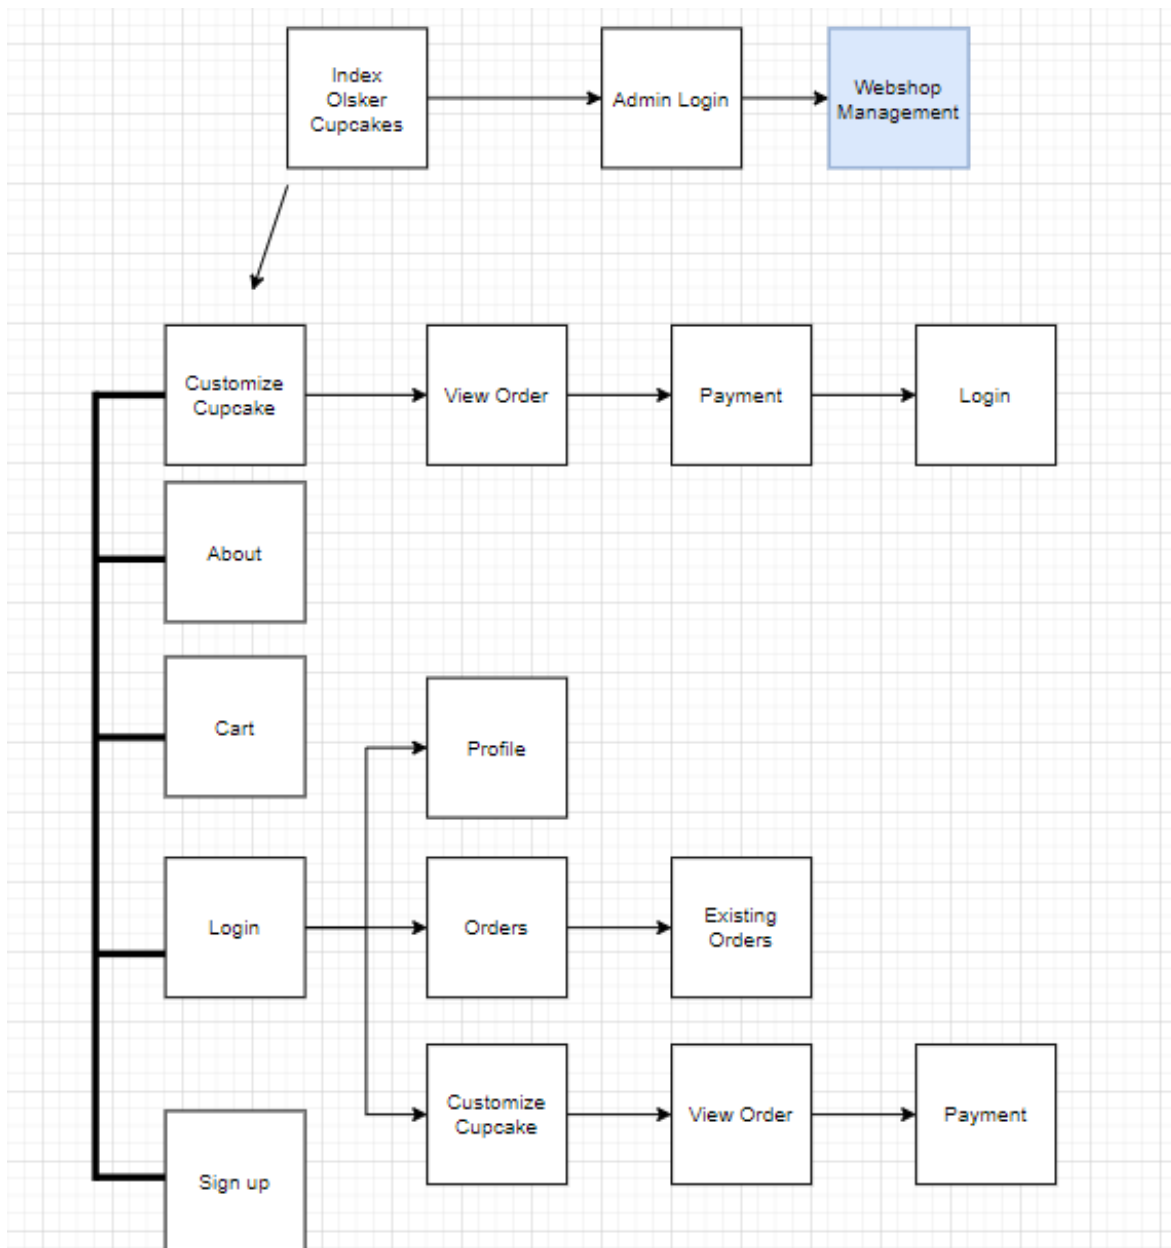 Index
Olsker
Cupcakes
Admin Login
Webshop
Management
Customize
Cupcake
View Order
Payment
Login
About
Cart
Profile
Login
Orders
Existing
Orders
Customize
Cupcake
View Order
Payment
Sign up